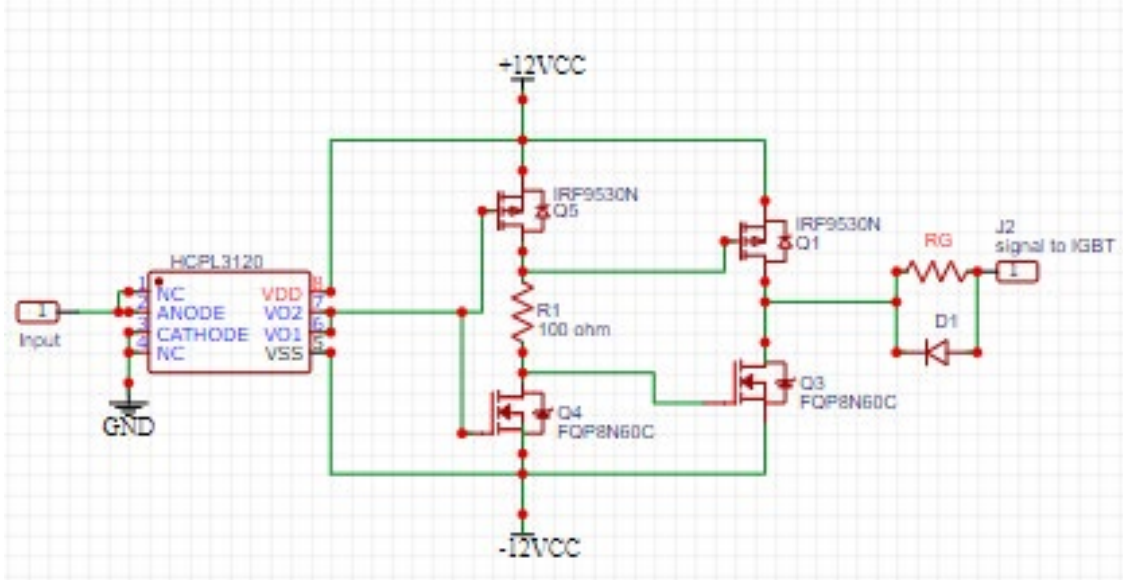 +12VCC
IRF9530N
Q5
IRF9530N
Q1
J2
signal to IGBT
1
RG
HCPL3120
1 NC VDD 8
2 ANODE VO2 7
3 CATHODE VO1 6
4 NC VSS 5
1
Input
R1
100 ohm
D1
Q4
FQP8N60C
Q3
FQP8N60C
GND
-12VCC